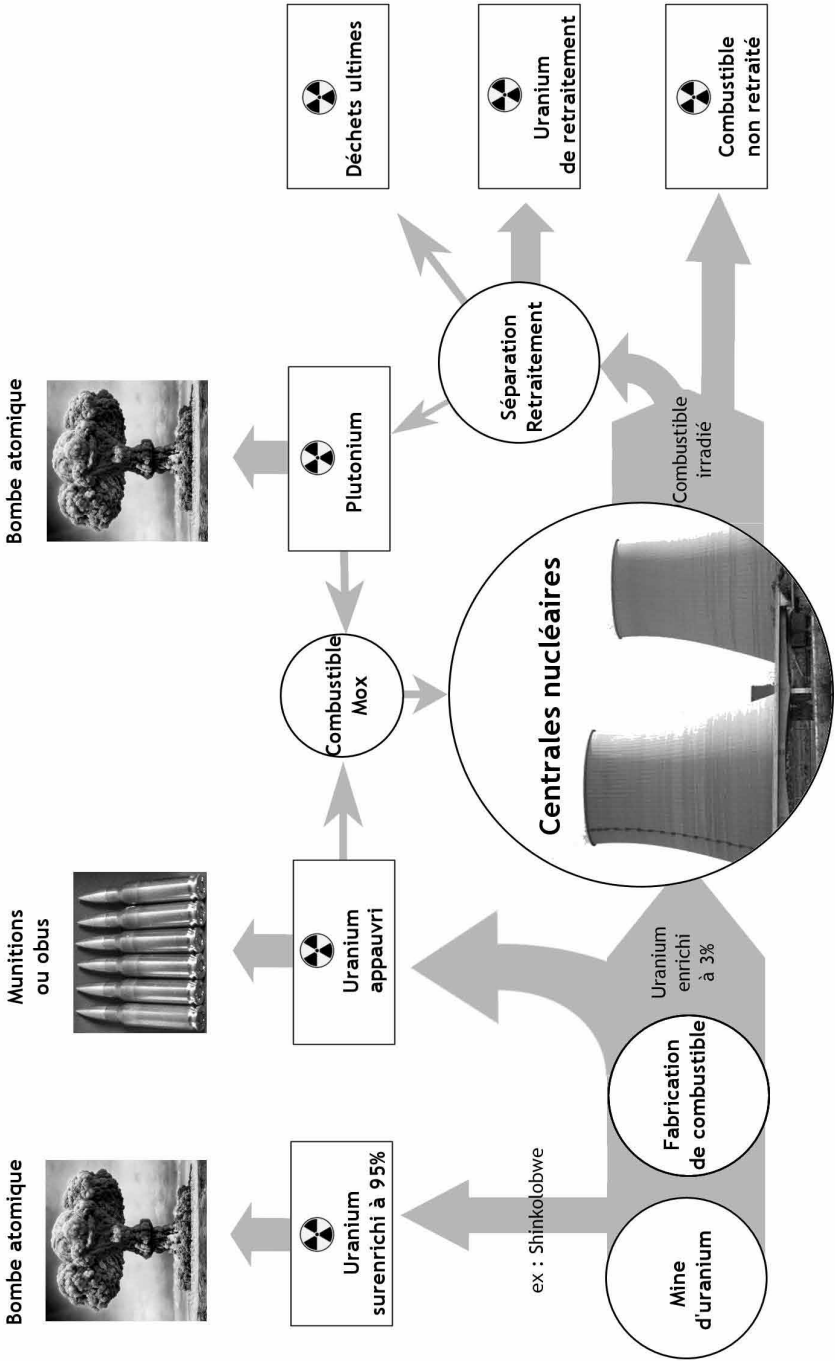 Bombe atomique
Munitions
ou obus
Bombe atomique
Uranium
surenrichi à 95%
Uranium
appauvri
Combustible
Mox
Plutonium
Déchets ultimes
ex : Shinkolobwe
Séparation
Retraitement
Uranium
de retraitement
Mine
d'uranium
Fabrication
de combustible
Uranium
enrichi
à 3%
Centrales nucléaires
Combustible
irradié
Combustible
non retraité